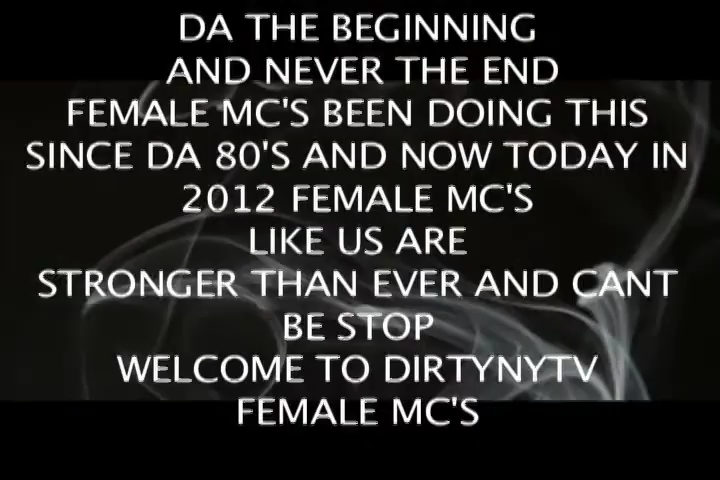 DA THE BEGINNING
AND NEVER THE END
FEMALE MC'S BEEN DOING THIS
SINCE DA 80'S AND NOW TODAY IN
2012 FEMALE MC'S
LIKE US ARE
STRONGER THAN EVER AND CANT
BE STOP
WELCOME TO DIRTYNYTV
FEMALE MC'S